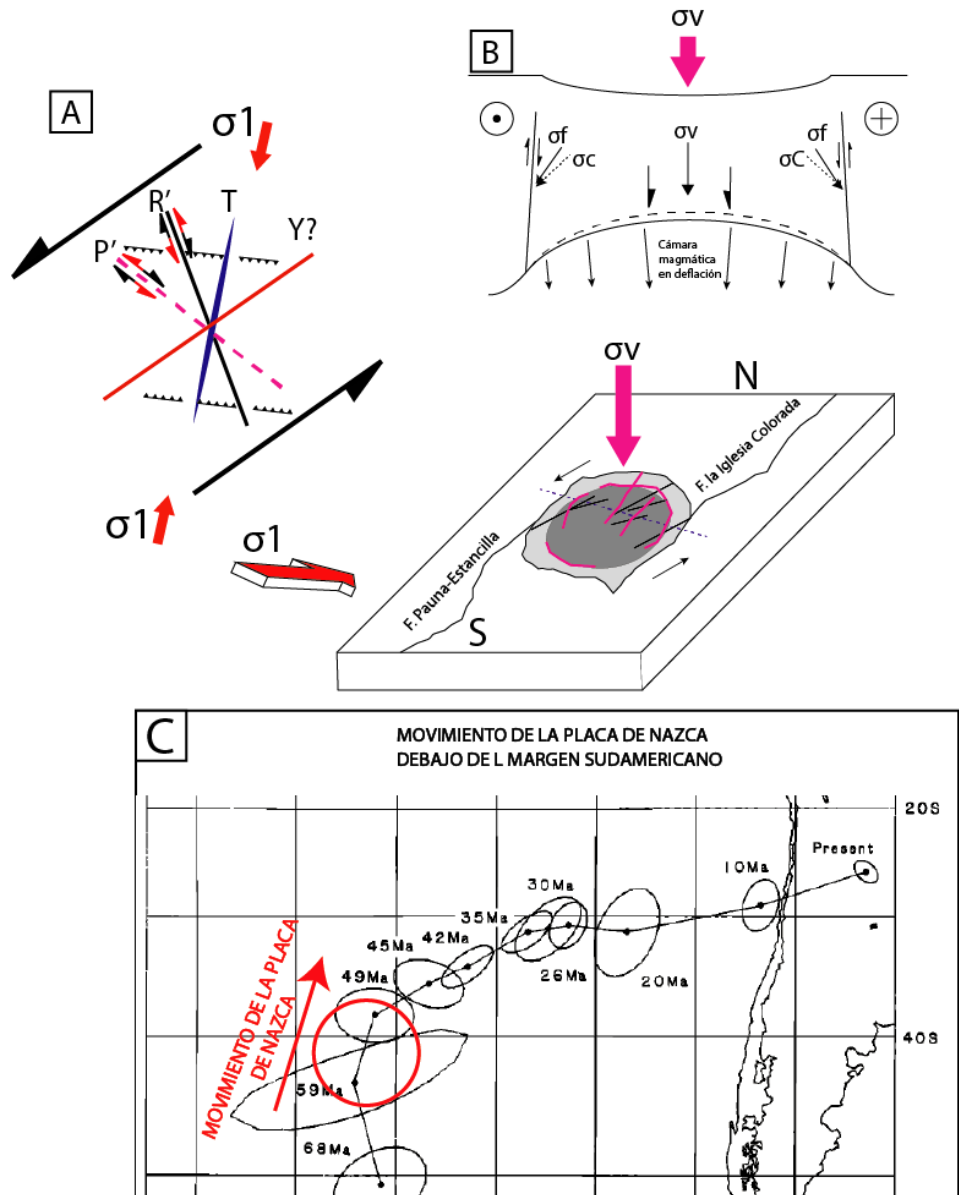 A
σ1
R'
T
Y?
P'
σ1
B
σv
σv
σf
σc
σf
σC
Cámara
magmática
en deflación
σv
N
F. Pauna-Estancilla
F. la Iglesia Colorada
S
σ1
C
MOVIMIENTO DE LA PLACA DE NAZCA
DEBAJO DE L MARGEN SUDAMERICANO
20S
Present
10Ma
30Ma
35Ma
42Ma
45Ma
49Ma
26Ma
20Ma
40S
MOVIMIENTO DE LA PLACA
DE NAZCA
59Ma
68Ma